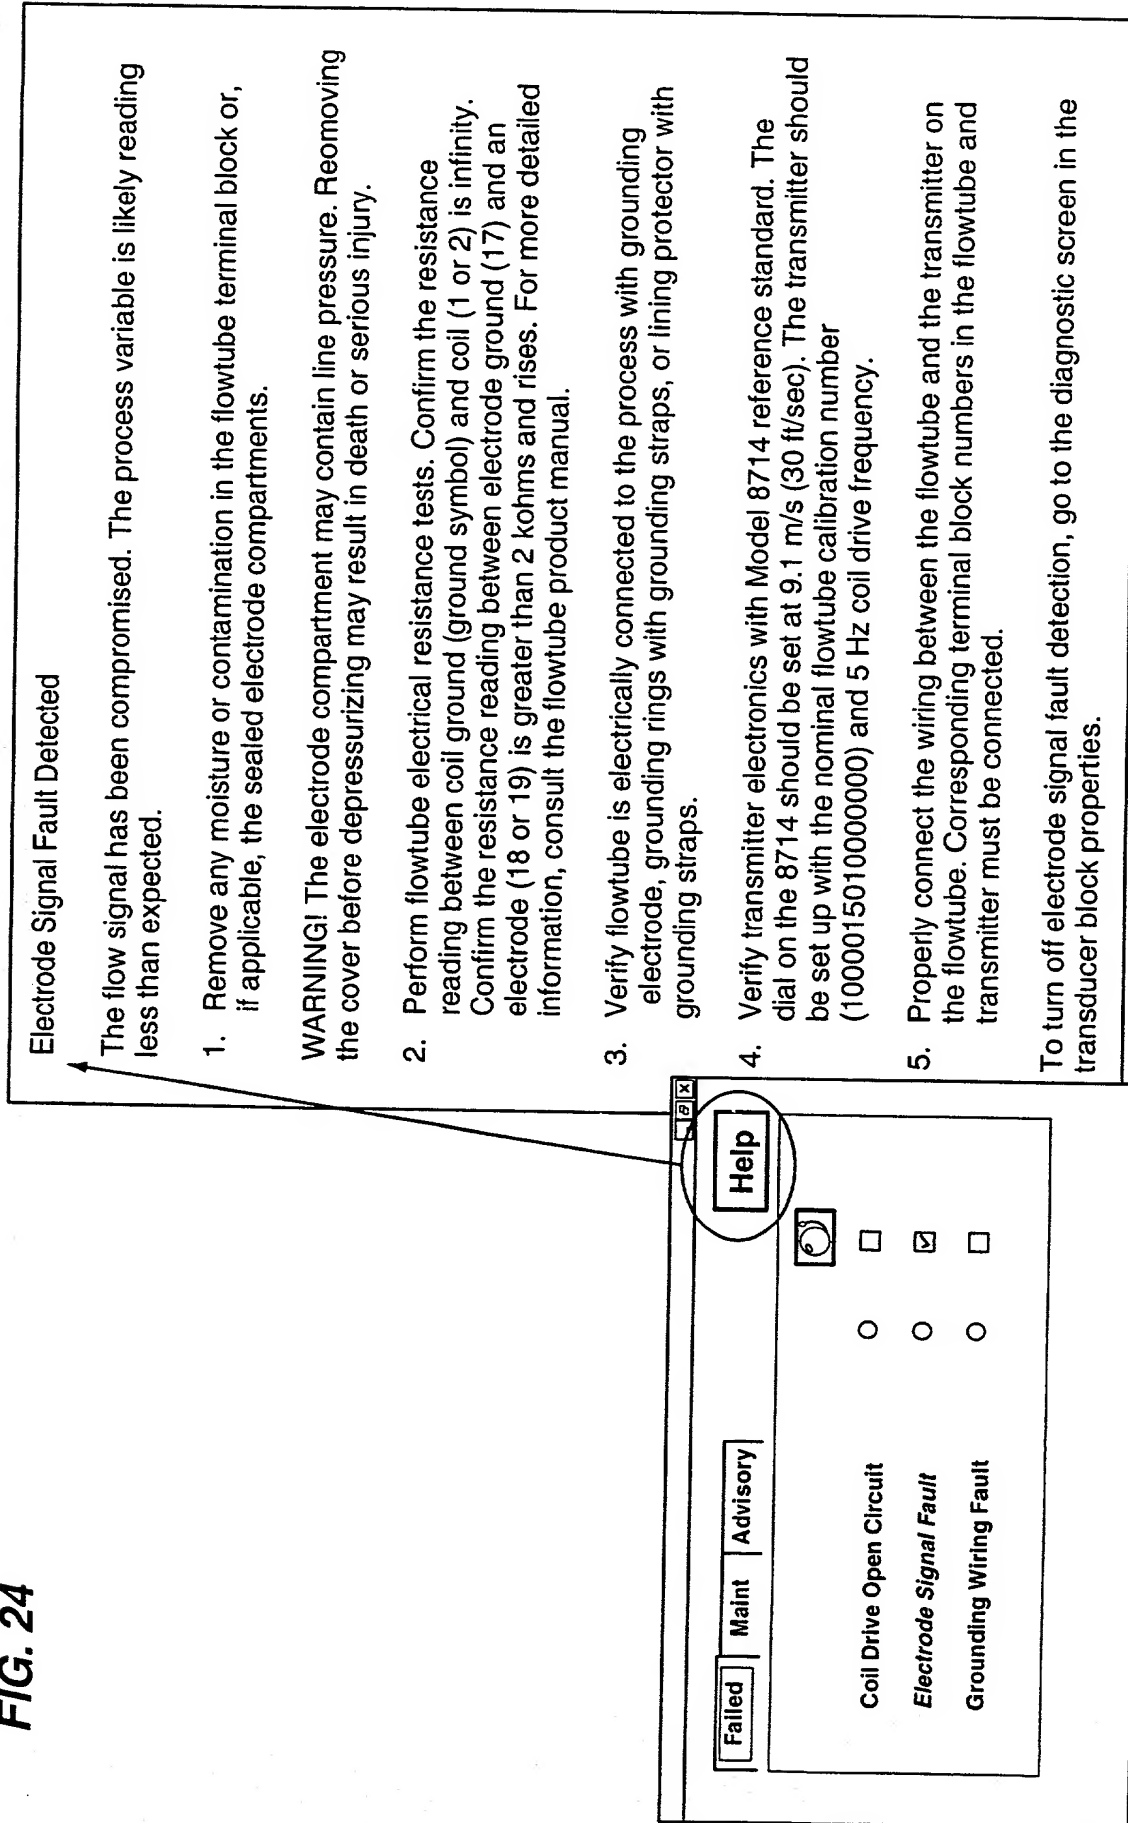 FIG. 24
Electrode Signal Fault Detected
The flow signal has been compromised. The process variable is likely reading
less than expected.
1. Remove any moisture or contamination in the flowtube terminal block or,
if applicable, the sealed electrode compartments.
WARNING! The electrode compartment may contain line pressure. Reomoving
the cover before depressurizing may result in death or serious injury.
2. Perform flowtube electrical resistance tests. Confirm the resistance
reading between coil ground (ground symbol) and coil (1 or 2) is infinity.
Confirm the resistance reading between electrode ground (17) and an
electrode (18 or 19) is greater than 2 kohms and rises. For more detailed
information, consult the flowtube product manual.
3. Verify flowtube is electrically connected to the process with grounding
electrode, grounding rings with grounding straps, or lining protector with
grounding straps.
4. Verify transmitter electronics with Model 8714 reference standard. The
dial on the 8714 should be set at 9.1 m/s (30 ft/sec). The transmitter should
be set up with the nominal flowtube calibration number
(1000015010000000) and 5 Hz coil drive frequency.
5. Properly connect the wiring between the flowtube and the transmitter on
the flowtube. Corresponding terminal block numbers in the flowtube and
transmitter must be connected.
To turn off electrode signal fault detection, go to the diagnostic screen in the
transducer block properties.
Failed Maint Advisory
Help
Coil Drive Open CIrcuit
Electrode Signal Fault
Grounding Wiring Fault